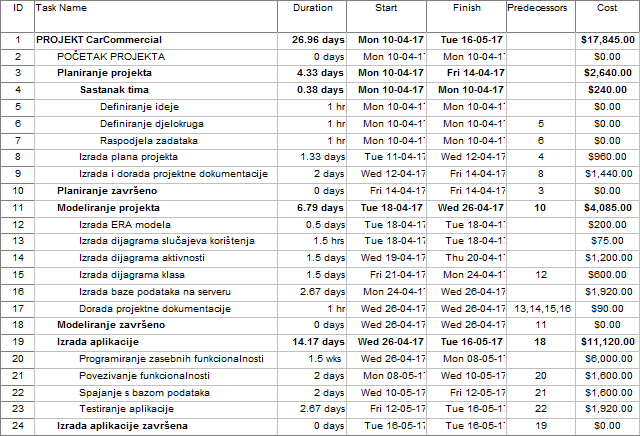 ID Task Name Duration Start Finish Predecessors Cost
1 PROJEKT CarCommercial 26.96 days Mon 10-04-17 Tue 16-05-17 $17,845.00
2 POČETAK PROJEKTA 0 days Mon 10-04-17 Mon 10-04-17 $0.00
3 Planiranje projekta 4.33 days Mon 10-04-17 Fri 14-04-17 $2,640.00
4 Sastanak tima 0.38 days Mon 10-04-17 Mon 10-04-17 $240.00
5 Definiranje ideje 1 hr Mon 10-04-17 Mon 10-04-17 $0.00
6 Definiranje djelokruga 1 hr Mon 10-04-17 Mon 10-04-17 5 $0.00
7 Raspodjela zadataka 1 hr Mon 10-04-17 Mon 10-04-17 6 $0.00
8 Izrada plana projekta 1.33 days Tue 11-04-17 Wed 12-04-17 4 $960.00
9 Izrada i dorada projektne dokumentacije 2 days Wed 12-04-17 Fri 14-04-17 8 $1,440.00
10 Planiranje završeno 0 days Fri 14-04-17 Fri 14-04-17 3 $0.00
11 Modeliranje projekta 6.79 days Tue 18-04-17 Wed 26-04-17 10 $4,085.00
12 Izrada ERA modela 0.5 days Tue 18-04-17 Tue 18-04-17 $200.00
13 Izrada dijagrama slučajeva korištenja 1.5 hrs Tue 18-04-17 Tue 18-04-17 $75.00
14 Izrada dijagrama aktivnosti 1.5 days Wed 19-04-17 Thu 20-04-17 $1,200.00
15 Izrada dijagrama klasa 1.5 days Fri 21-04-17 Mon 24-04-17 12 $600.00
16 Izrada baze podataka na serveru 2.67 days Mon 24-04-17 Wed 26-04-17 $1,920.00
17 Dorada projektne dokumentacije 1 hr Wed 26-04-17 Wed 26-04-17 13,14,15,16 $90.00
18 Modeliranje završeno 0 days Wed 26-04-17 Wed 26-04-17 11 $0.00
19 Izrada aplikacije 14.17 days Wed 26-04-17 Tue 16-05-17 18 $11,120.00
20 Programiranje zasebnih funkcionalnosti 1.5 wks Wed 26-04-17 Mon 08-05-17 $6,000.00
21 Povezivanje funkcionalnosti 2 days Mon 08-05-17 Wed 10-05-17 20 $1,600.00
22 Spajanje s bazom podataka 2 days Wed 10-05-17 Fri 12-05-17 21 $1,600.00
23 Testiranje aplikacije 2.67 days Fri 12-05-17 Tue 16-05-17 22 $1,920.00
24 Izrada aplikacije završena 0 days Tue 16-05-17 Tue 16-05-17 19 $0.00